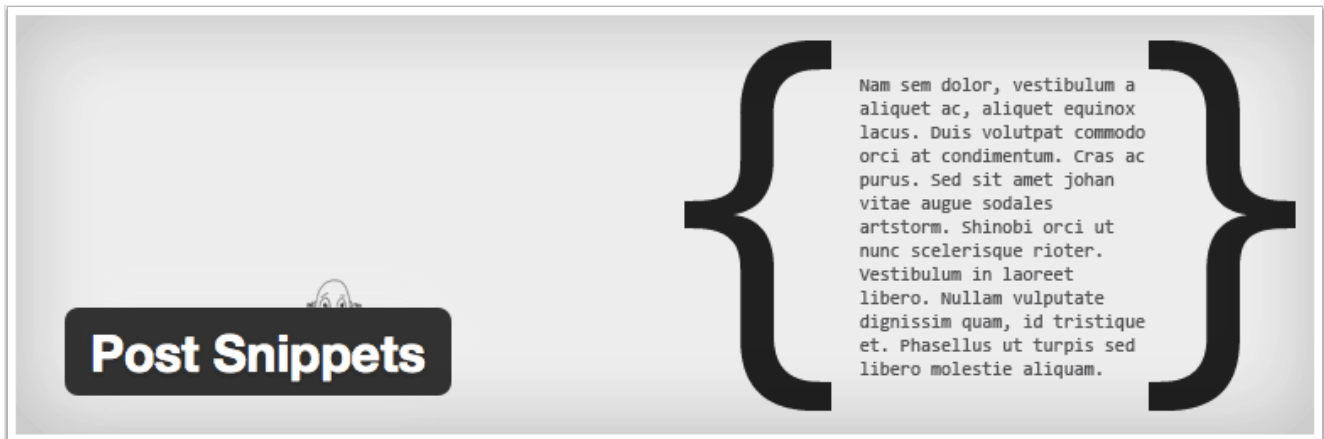 Post Snippets
{
Nam sem dolor, vestibulum a
aliquet ac, aliquet equinox
lacus. Duis volutpat commodo
orci at condimentum. Cras ac
purus. Sed sit amet johan
vitae augue sodales
artstorm. Shinobi orci ut
nunc scelerisque rioter.
Vestibulum in laoreet
libero. Nullam vulputate
dignissim quam, id tristique
et. Phasellus ut turpis sed
libero molestie aliquam.
}